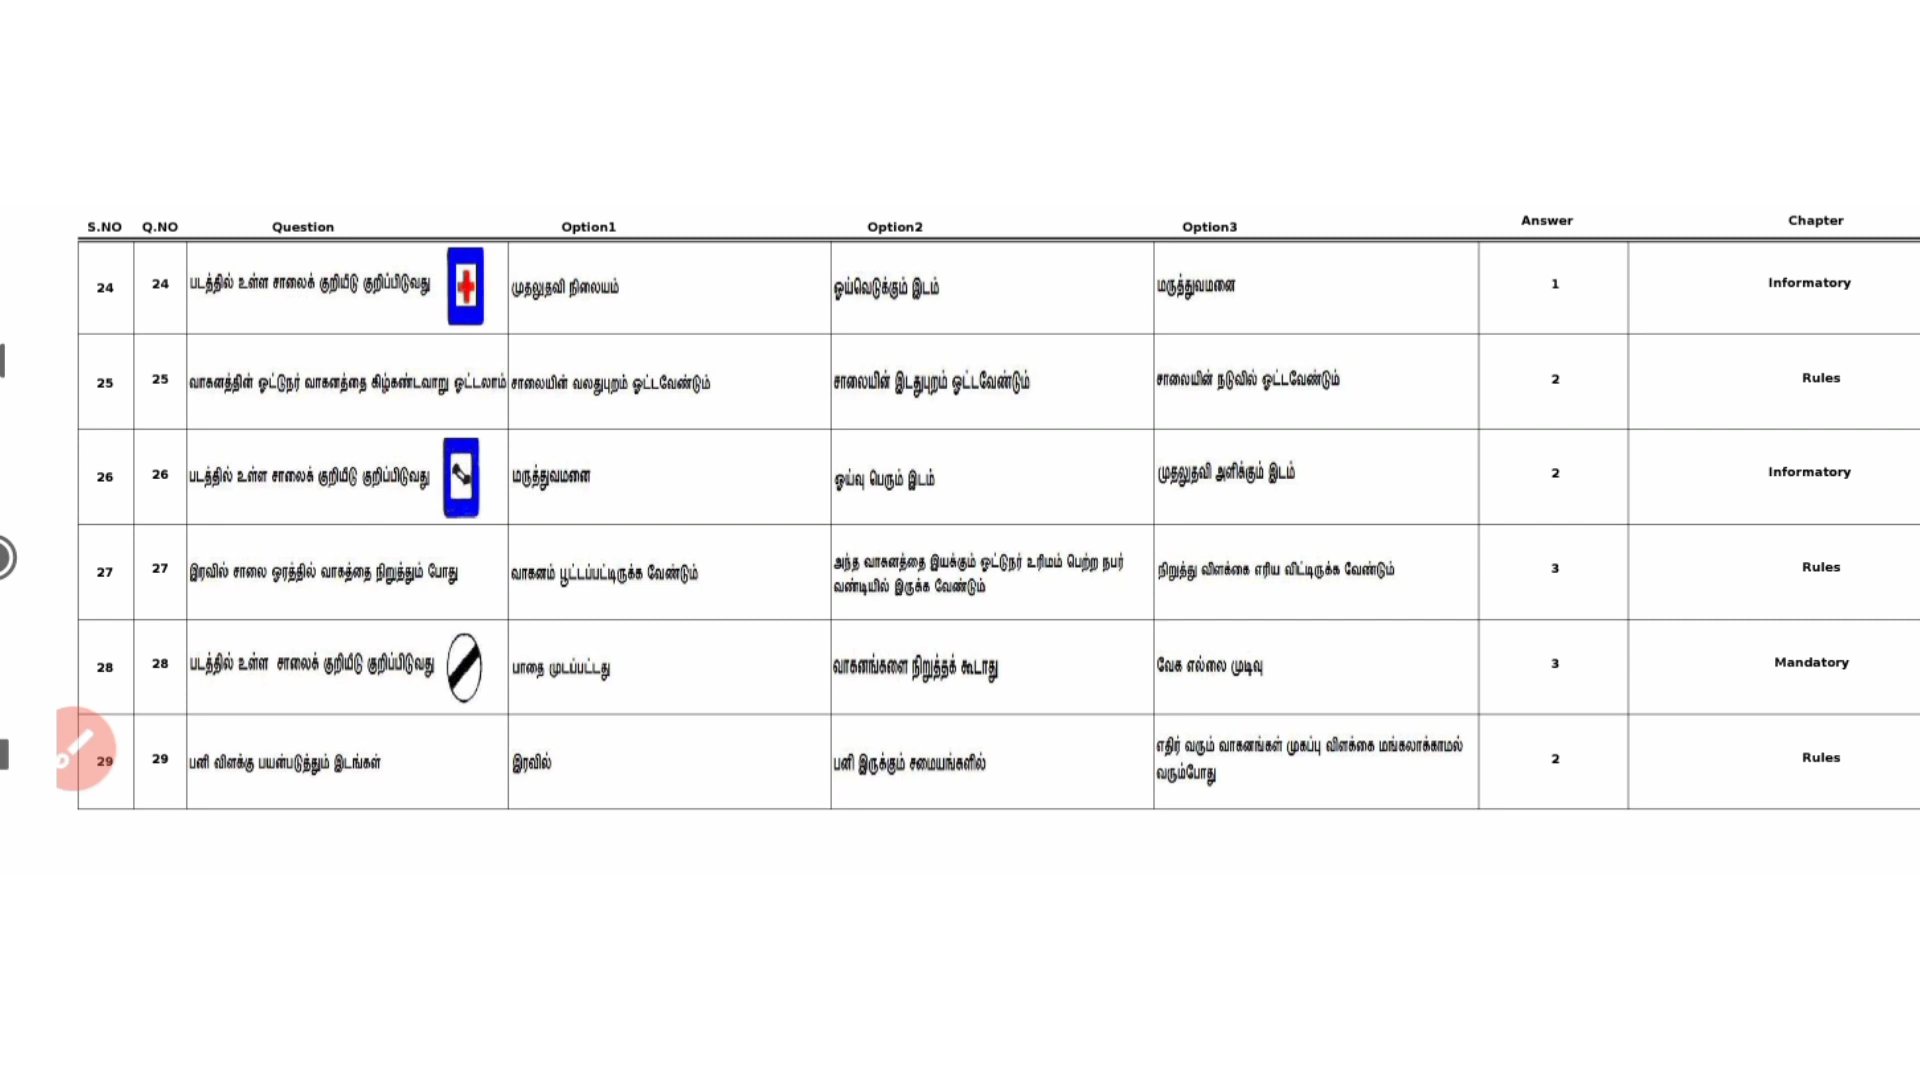 S.NO Q.NO Question Option1 Option2 Option3 Answer Chapter
24 24 படத்தில் உள்ள சாலைக் குறியீடு குறிப்பிடுவது முதலுதவி நிலையம் ஓய்வெடுக்கும் இடம் மருத்துவமனை 1 Informatory
25 25 வாகனத்தின் ஓட்டுநர் வாகனத்தை கிழ்கண்டவாறு ஓட்டலாம் சாலையின் வலதுபுறம் ஓட்டவேண்டும் சாலையின் இடதுபுறம் ஓட்டவேண்டும் சாலையின் நடுவில் ஓட்டவேண்டும் 2 Rules
26 26 படத்தில் உள்ள சாலைக் குறியீடு குறிப்பிடுவது மருத்துவமனை ஓய்வு பெரும் இடம் முதலுதவி அளிக்கும் இடம் 2 Informatory
27 27 இரவில் சாலை ஓரத்தில் வாகத்தை நிறுத்தும் போது வாகனம் பூட்டப்பட்டிருக்க வேண்டும் அந்த வாகனத்தை இயக்கும் ஓட்டுநர் உரிமம் பெற்ற நபர்
வண்டியில் இருக்க வேண்டும் நிறுத்து விளக்கை எரிய விட்டிருக்க வேண்டும் 3 Rules
28 28 படத்தில் உள்ள சாலைக் குறியீடு குறிப்பிடுவது பாதை முடப்பட்டது வாகனங்களை நிறுத்தக் கூடாது வேக எல்லை முடிவு 3 Mandatory
29 29 பனி விளக்கு பயன்படுத்தும் இடங்கள் இரவில் பனி இருக்கும் சமையங்களில் எதிர் வரும் வாகனங்கள் முகப்பு விளக்கை மங்கலாக்காமல்
வரும்போது 2 Rules